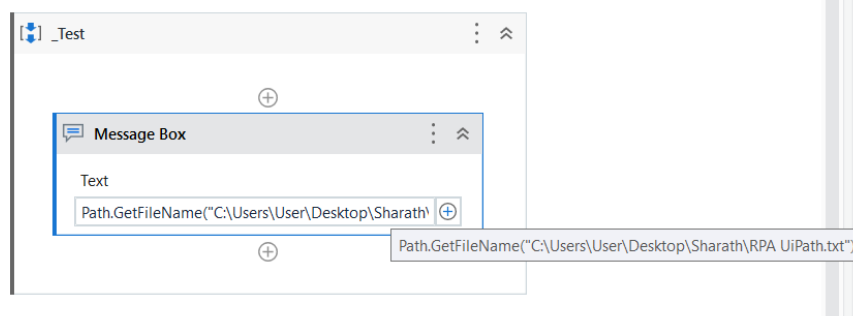 _Test
Message Box
Text
Path.GetFileName("C:\Users\User\Desktop\Sharath\
Path.GetFileName("C:\Users\User\Desktop\Sharath\RPA UiPath.txt")